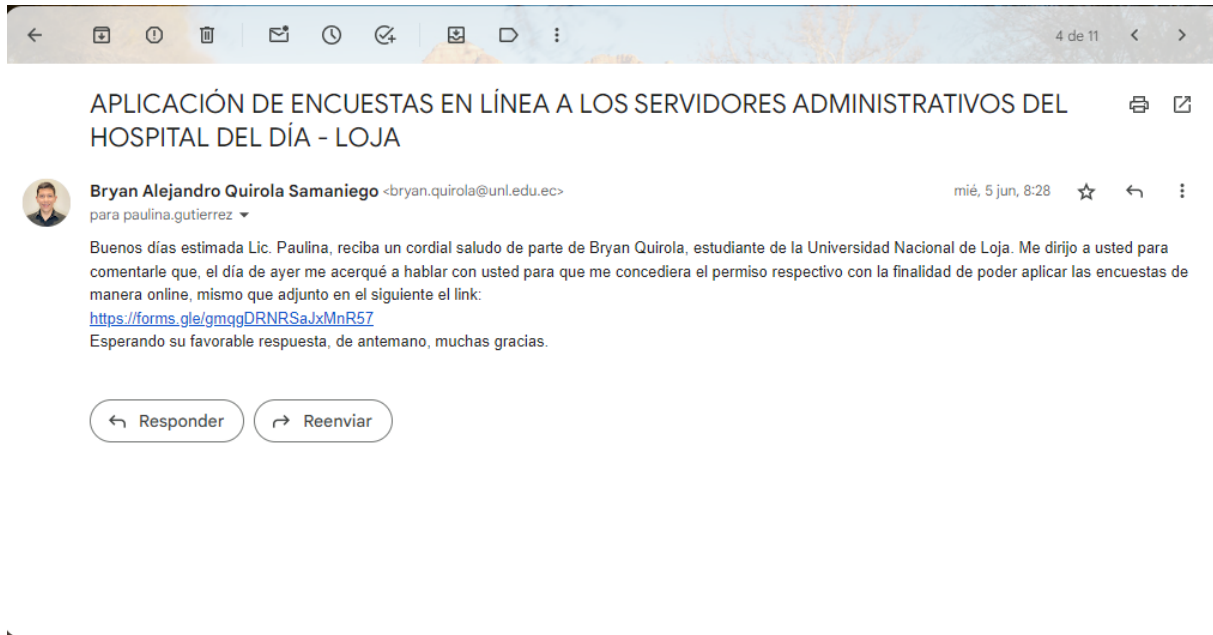 4 de 11
APLICACIÓN DE ENCUESTAS EN LÍNEA A LOS SERVIDORES ADMINISTRATIVOS DEL
HOSPITAL DEL DÍA - LOJA
Bryan Alejandro Quirola Samaniego <bryan.quirola@unl.edu.ec>
mié, 5 jun, 8:28
para paulina.gutierrez
Buenos días estimada Lic. Paulina, reciba un cordial saludo de parte de Bryan Quirola, estudiante de la Universidad Nacional de Loja. Me dirijo a usted para
comentarle que, el día de ayer me acerqué a hablar con usted para que me concediera el permiso respectivo con la finalidad de poder aplicar las encuestas de
manera online, mismo que adjunto en el siguiente el link:
https://forms.gle/gmqgDRNRSaJxMnR57
Esperando su favorable respuesta, de antemano, muchas gracias.
Responder
Reenviar